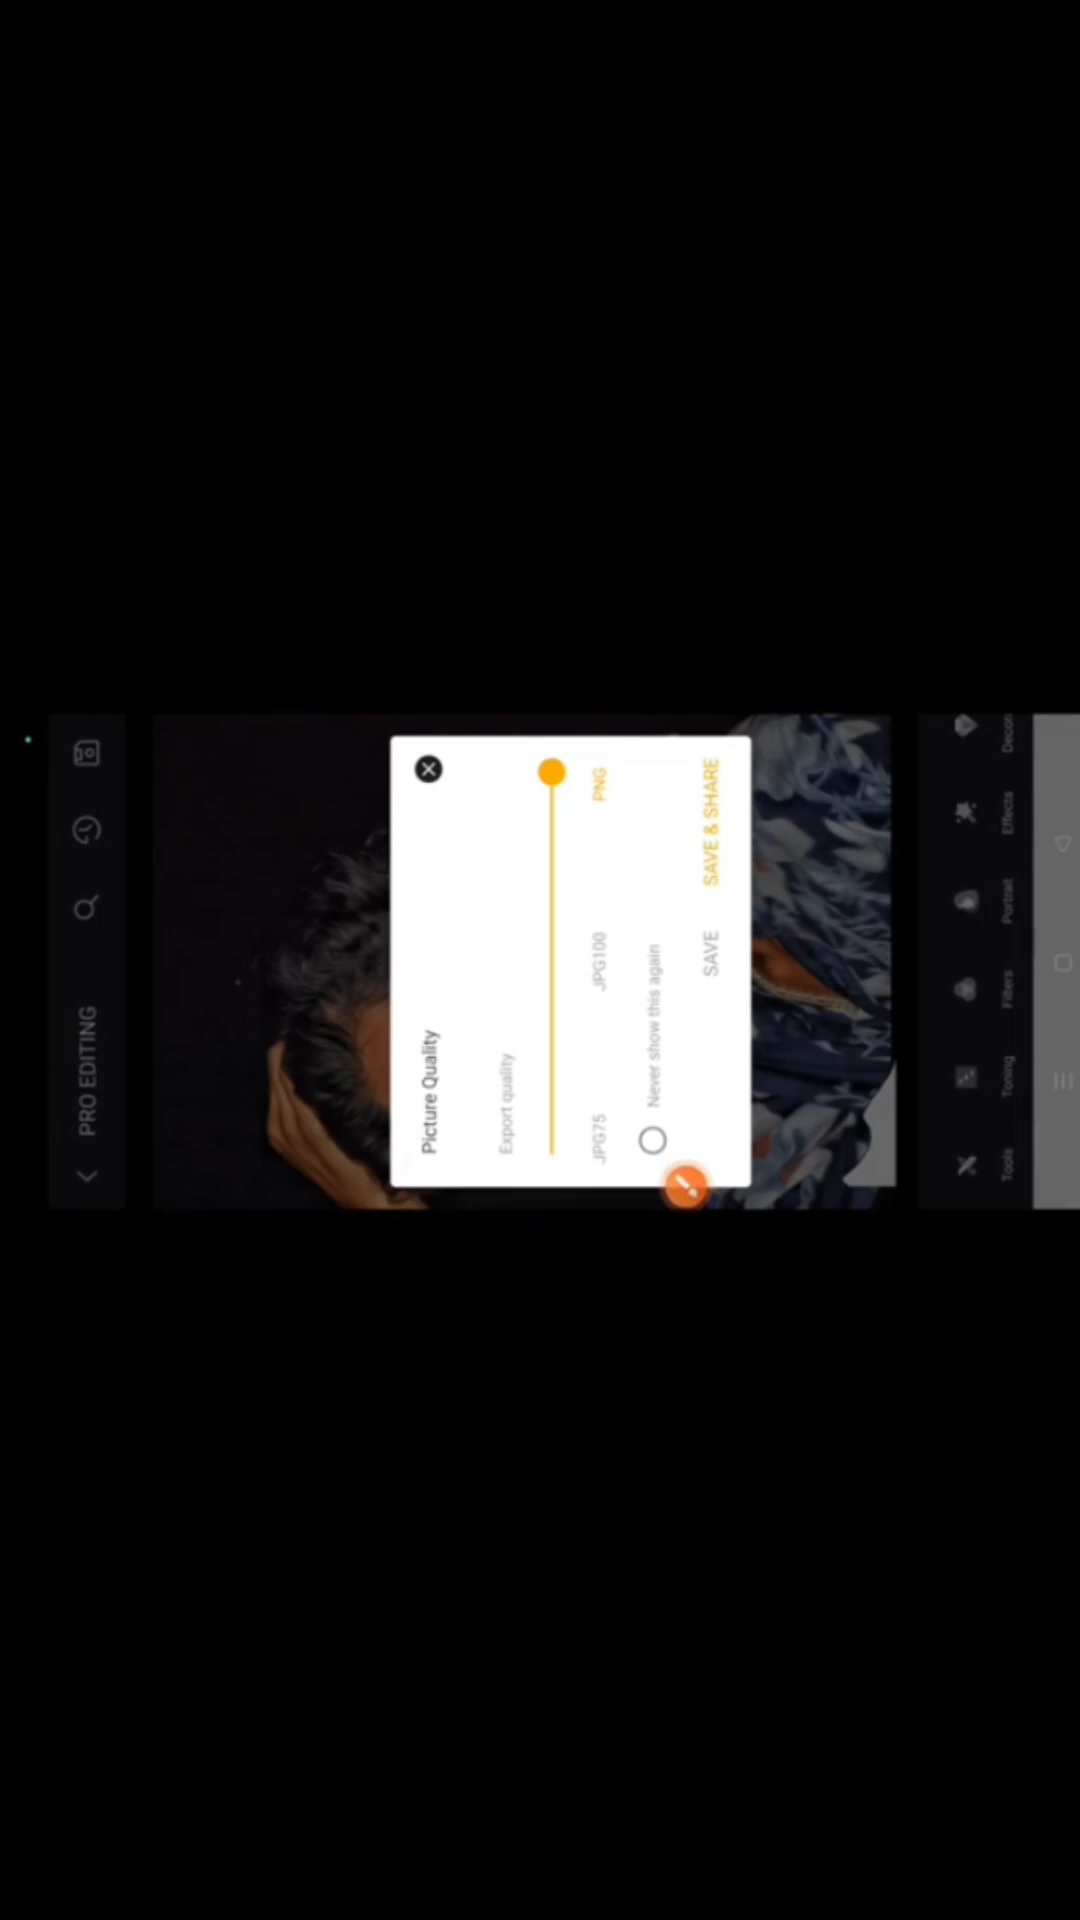 PRO EDITING
Picture Quality
Export quality
JPG75 JPG100 PNG
Never show this again
SAVE SAVE & SHARE
Tools Toning Filters Portrait Effects Decor